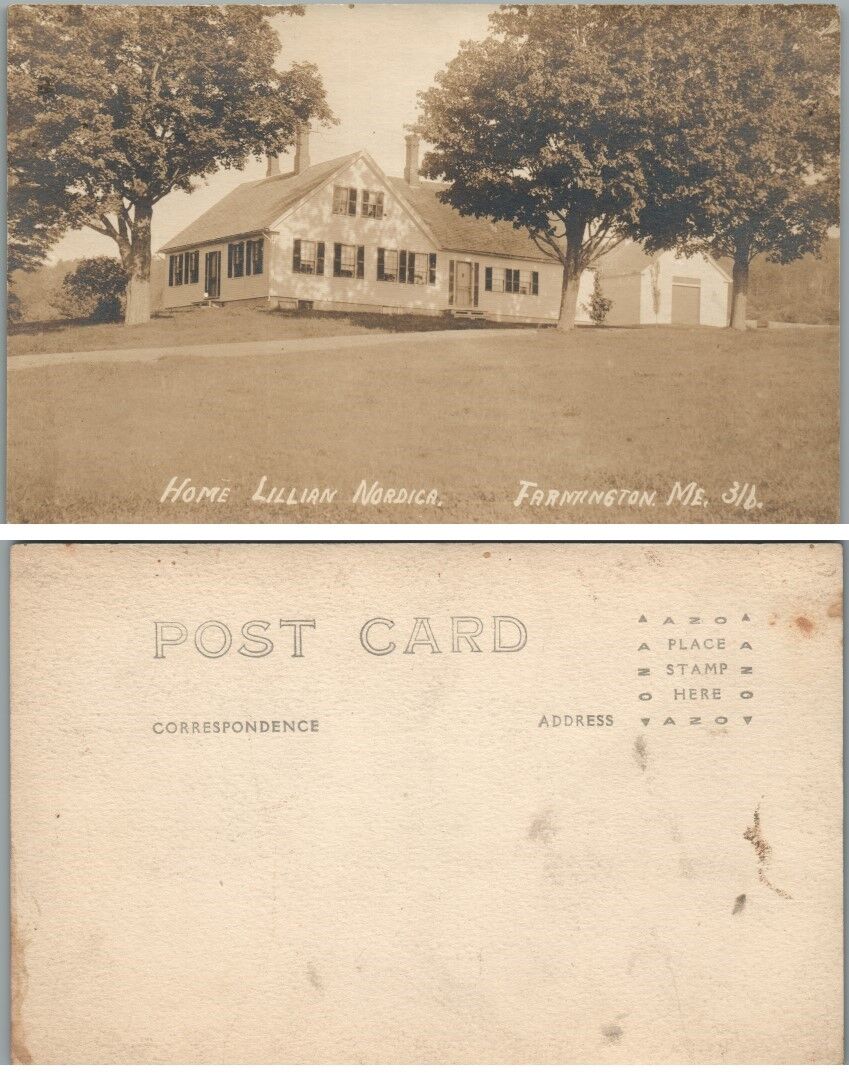 Home Lillian Nordica. Farmington. Me. 316.
POST CARD
CORRESPONDENCE
ADDRESS
AZO
A PLACE A
Z STAMP Z
O HERE O
AZO